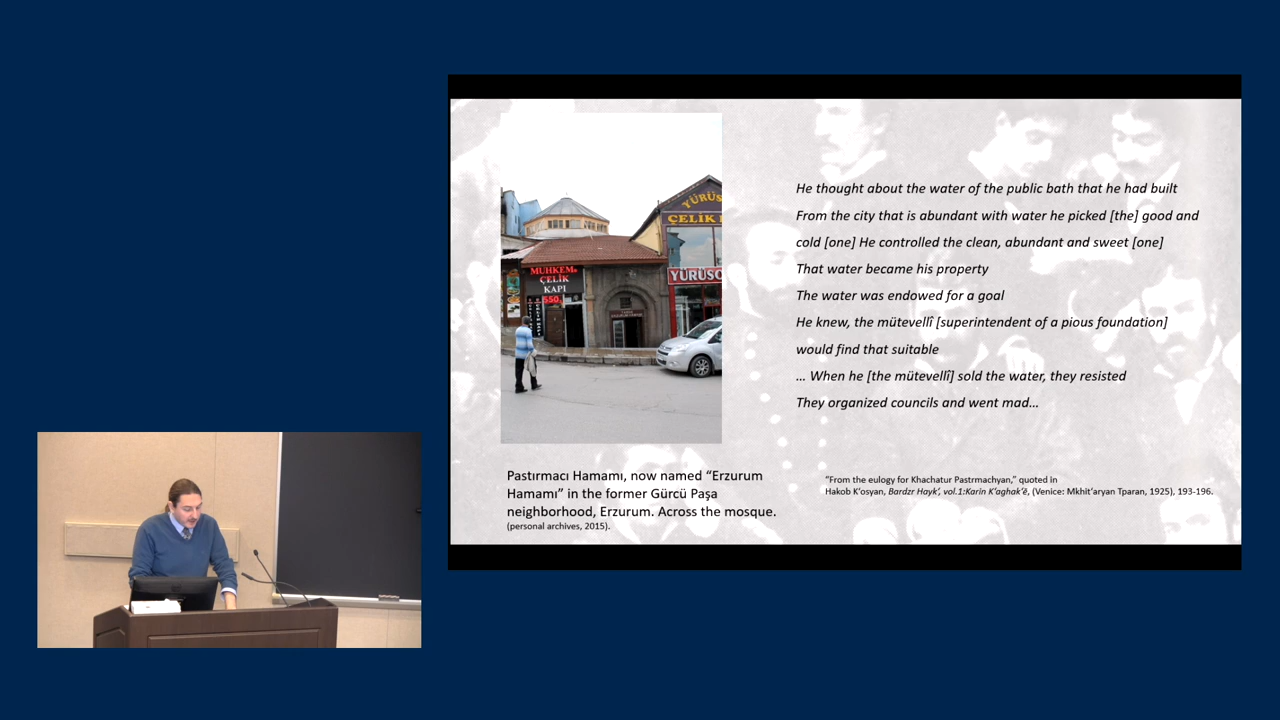 YÜRÜS
ÇELİK
MUHKEM
ÇELİK
KAPI
550
He thought about the water of the public bath that he had built
From the city that is abundant with water he picked [the] good and
cold [one] He controlled the clean, abundant and sweet [one]
That water became his property
The water was endowed for a goal
He knew, the mütevellî [superintendent of a pious foundation]
would find that suitable
... When he [the mütevellî] sold the water, they resisted
They organized councils and went mad...
Pastırmacı Hamamı, now named “Erzurum
Hamamı” in the former Gürcü Paşa
neighborhood, Erzurum. Across the mosque.
(personal archives, 2015).
“From the eulogy for Khachatur Pastrmachyan,” quoted in
Hakob K‘osyan, Bardzr Hayk‘, vol.1:Karin K‘aghak‘ě, (Venice: Mkhit‘aryan Tparan, 1925), 193-196.